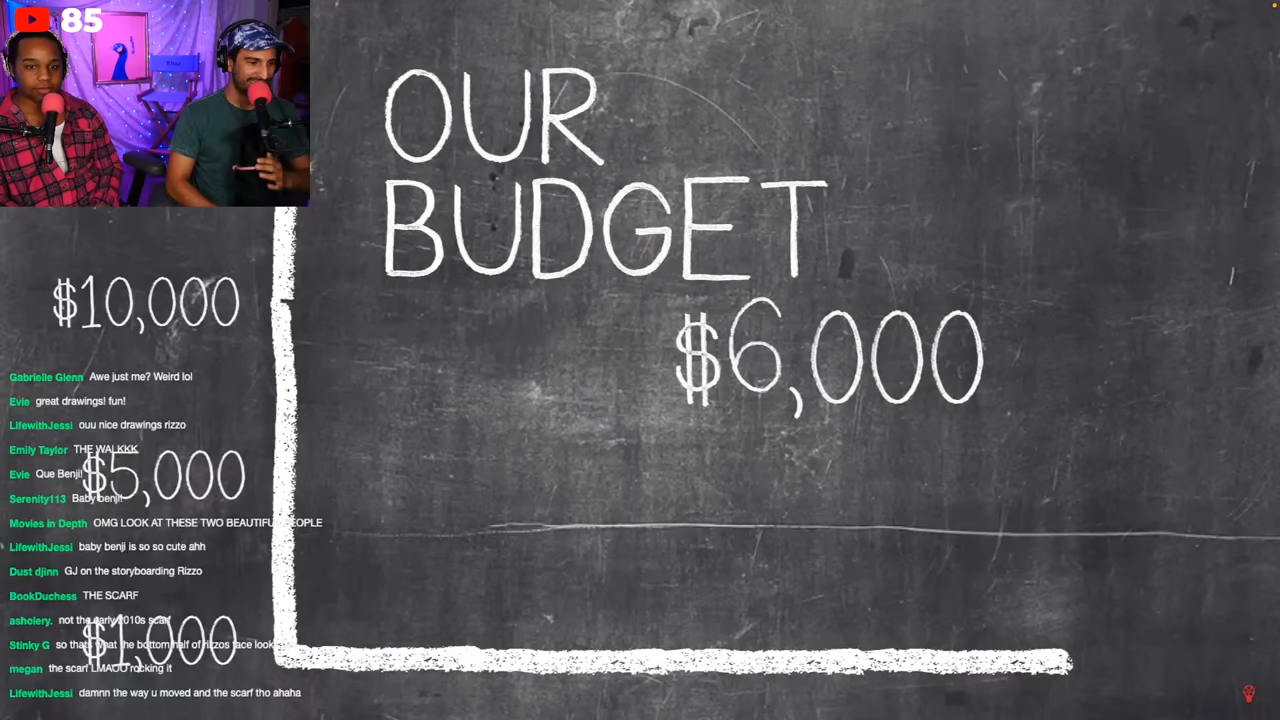 85
OUR
BUDGET
$6,000
$10,000
Gabrielle Glenn Awe just me? Weird lol
Evie great drawings! fun!
LifewithJessi ouu nice drawings rizzo
Emily Taylor THE WALKKK
$5,000
Evie Que Benji!
Serenity113 Baby benji!
Movies in Depth OMG LOOK AT THESE TWO BEAUTIFUL PEOPLE
LifewithJessi baby benji is so so cute ahh
Dust djinn GJ on the storyboarding Rizzo
BookDuchess THE SCARF
asholery. not the early 2010s scarf
$1,000
Stinky G so thats what the bottom half of rizzos face look
megan the scarf LMAOO rocking it
LifewithJessi damnn the way u moved and the scarf tho ahaha